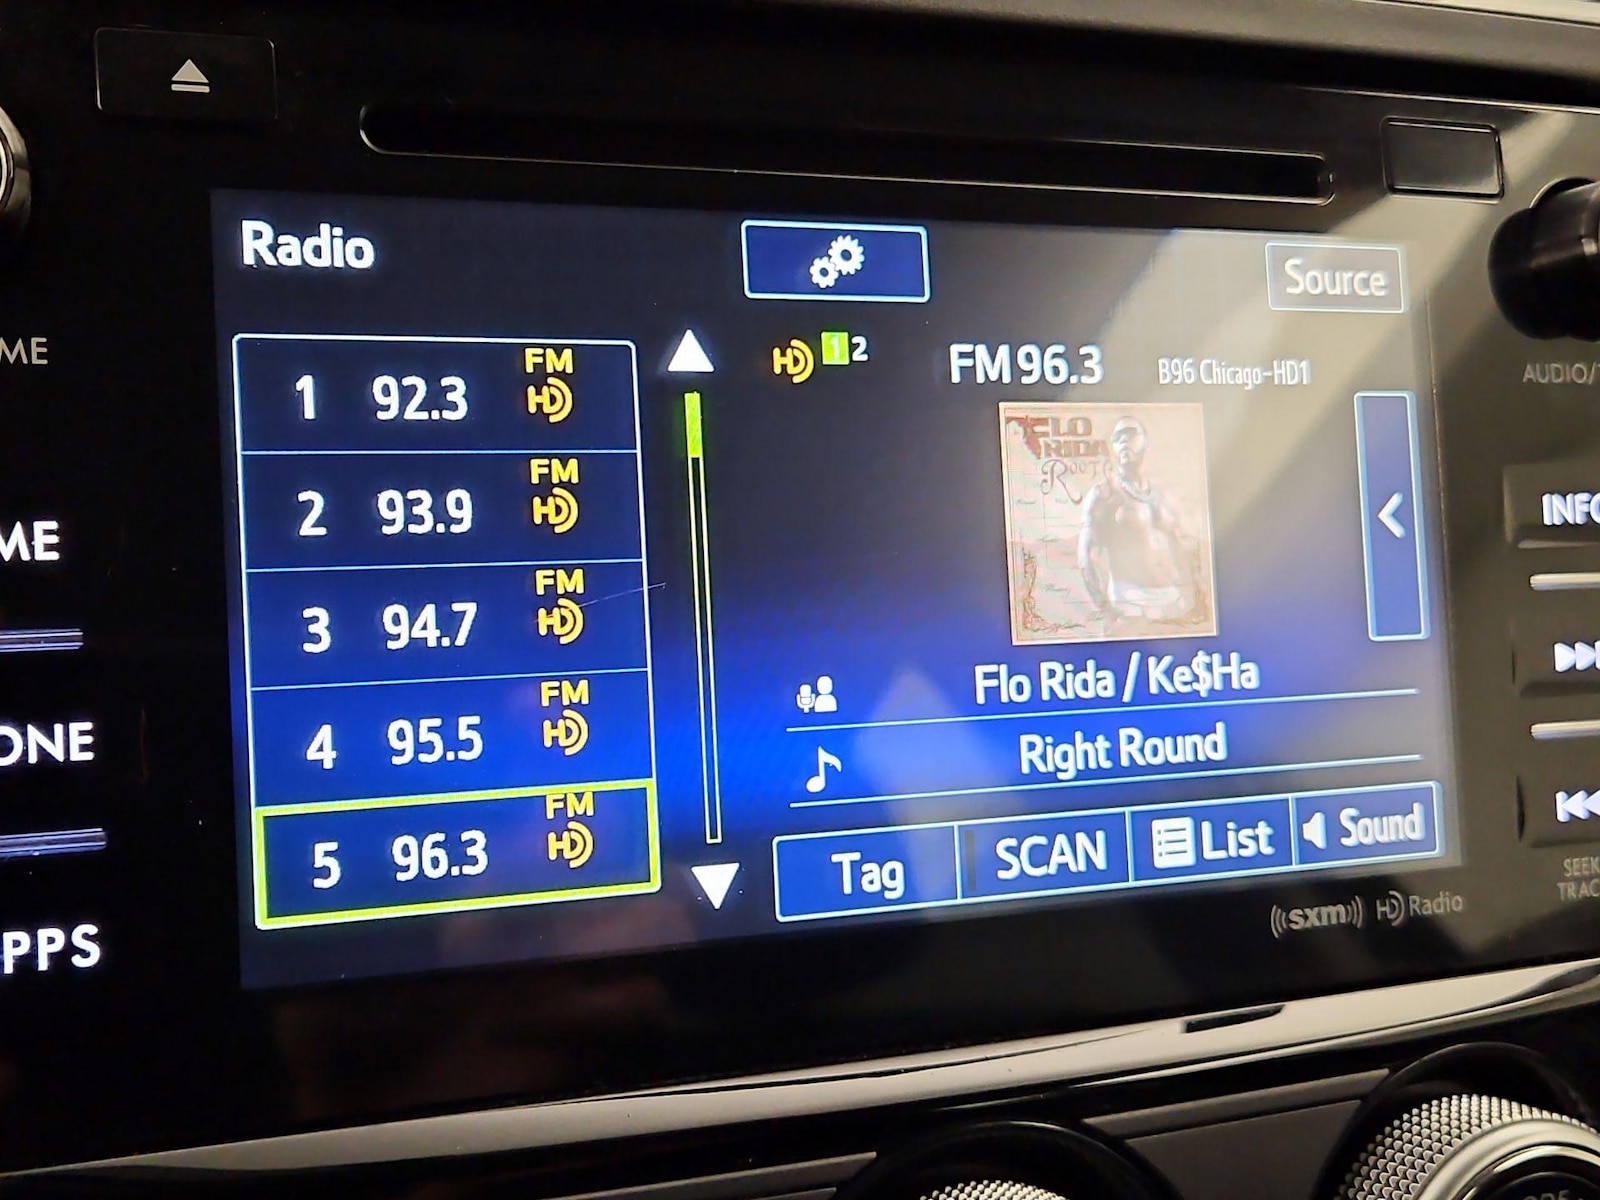 Radio
Source
1 92.3 FM HD
2 93.9 FM HD
3 94.7 FM HD
4 95.5 FM HD
5 96.3 FM HD
HD 1 2 FM 96.3 B96 Chicago-HD1
FLO
RIDA
ROOTS
Flo Rida / Ke$Ha
Right Round
Tag SCAN List Sound
((sxm)) HD Radio
ME
ME
ONE
PPS
AUDIO/
INFO
SEEK
TRAC